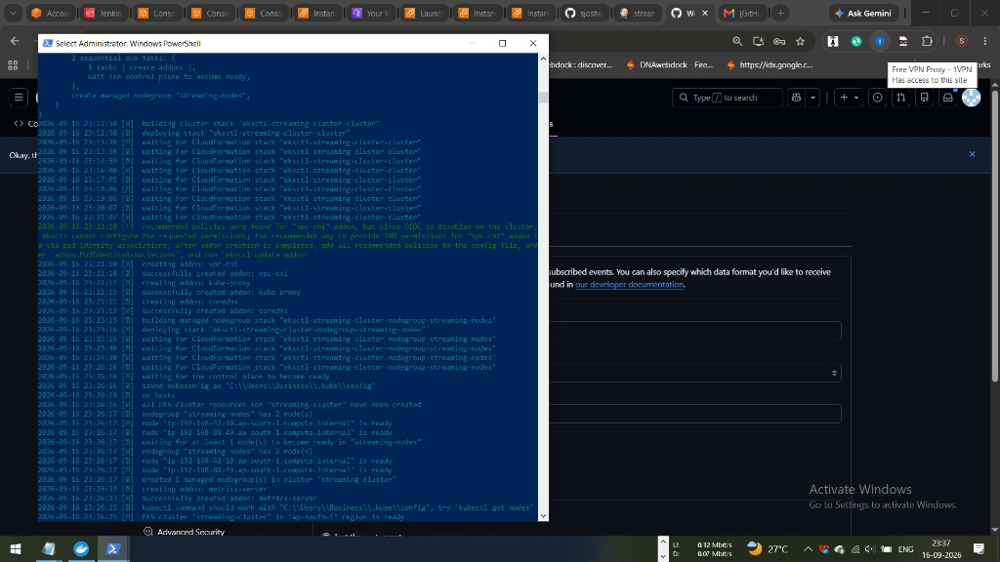 Accou
Jenkin
Consc
Consc
Consc
Instan
Your V
Launc
Instan
Instan
sjoshic
stream
W
[GitH
Ask Gemini
Select Administrator: Windows PowerShell
ebdock : discover...
DNAwebdock - Fire...
https://idx.google.c...
orks
Free VPN Proxy - 1VPN
Has access to this site
2 sequential sub tasks: {
1 task: { create addons },
wait for control plane to become ready,
},
create managed nodegroup "streaming-nodes",
}
}
Type / to search
<> Co
s
Okay, th
2026-09-16 23:12:58 [ℹ] building cluster stack "eksctl-streaming-cluster-cluster"
2026-09-16 23:12:58 [ℹ] deploying stack "eksctl-streaming-cluster-cluster"
2026-09-16 23:13:28 [ℹ] waiting for CloudFormation stack "eksctl-streaming-cluster-cluster"
2026-09-16 23:13:59 [ℹ] waiting for CloudFormation stack "eksctl-streaming-cluster-cluster"
2026-09-16 23:14:59 [ℹ] waiting for CloudFormation stack "eksctl-streaming-cluster-cluster"
2026-09-16 23:16:00 [ℹ] waiting for CloudFormation stack "eksctl-streaming-cluster-cluster"
2026-09-16 23:17:05 [ℹ] waiting for CloudFormation stack "eksctl-streaming-cluster-cluster"
2026-09-16 23:18:06 [ℹ] waiting for CloudFormation stack "eksctl-streaming-cluster-cluster"
2026-09-16 23:19:06 [ℹ] waiting for CloudFormation stack "eksctl-streaming-cluster-cluster"
2026-09-16 23:20:07 [ℹ] waiting for CloudFormation stack "eksctl-streaming-cluster-cluster"
2026-09-16 23:21:07 [ℹ] waiting for CloudFormation stack "eksctl-streaming-cluster-cluster"
2026-09-16 23:21:10 [!] recommended policies were found for "vpc-cni" addon, but since OIDC is disabled on the cluster,
eksctl cannot configure the requested permissions; the recommended way to provide IAM permissions for "vpc-cni" addon i
s via pod identity associations; after addon creation is completed, add all recommended policies to the config file, und
er `addon.PodIdentityAssociations`, and run `eksctl update addon`
2026-09-16 23:21:10 [ℹ] creating addon: vpc-cni
2026-09-16 23:21:10 [ℹ] successfully created addon: vpc-cni
2026-09-16 23:21:11 [ℹ] creating addon: kube-proxy
2026-09-16 23:21:11 [ℹ] successfully created addon: kube-proxy
2026-09-16 23:21:11 [ℹ] creating addon: coredns
2026-09-16 23:21:12 [ℹ] successfully created addon: coredns
2026-09-16 23:23:15 [ℹ] building managed nodegroup stack "eksctl-streaming-cluster-nodegroup-streaming-nodes"
2026-09-16 23:23:16 [ℹ] deploying stack "eksctl-streaming-cluster-nodegroup-streaming-nodes"
2026-09-16 23:23:16 [ℹ] waiting for CloudFormation stack "eksctl-streaming-cluster-nodegroup-streaming-nodes"
2026-09-16 23:23:46 [ℹ] waiting for CloudFormation stack "eksctl-streaming-cluster-nodegroup-streaming-nodes"
2026-09-16 23:24:20 [ℹ] waiting for CloudFormation stack "eksctl-streaming-cluster-nodegroup-streaming-nodes"
2026-09-16 23:26:16 [ℹ] waiting for CloudFormation stack "eksctl-streaming-cluster-nodegroup-streaming-nodes"
2026-09-16 23:26:16 [ℹ] waiting for the control plane to become ready
2026-09-16 23:26:16 [✔] saved kubeconfig as "C:\\Users\\Business\\.kube\\config"
2026-09-16 23:26:16 [ℹ] no tasks
2026-09-16 23:26:16 [✔] all EKS cluster resources for "streaming-cluster" have been created
2026-09-16 23:26:17 [ℹ] nodegroup "streaming-nodes" has 2 node(s)
2026-09-16 23:26:17 [ℹ] node "ip-192-168-42-10.ap-south-1.compute.internal" is ready
2026-09-16 23:26:17 [ℹ] node "ip-192-168-88-49.ap-south-1.compute.internal" is ready
2026-09-16 23:26:17 [ℹ] waiting for at least 1 node(s) to become ready in "streaming-nodes"
2026-09-16 23:26:17 [ℹ] nodegroup "streaming-nodes" has 2 node(s)
2026-09-16 23:26:17 [ℹ] node "ip-192-168-42-10.ap-south-1.compute.internal" is ready
2026-09-16 23:26:17 [ℹ] node "ip-192-168-88-49.ap-south-1.compute.internal" is ready
2026-09-16 23:26:17 [✔] created 1 managed nodegroup(s) in cluster "streaming-cluster"
2026-09-16 23:26:23 [ℹ] creating addon: metrics-server
2026-09-16 23:26:23 [ℹ] successfully created addon: metrics-server
2026-09-16 23:26:25 [ℹ] kubectl command should work with "C:\\Users\\Business\\.kube\\config", try 'kubectl get nodes'
2026-09-16 23:26:25 [✔] EKS cluster "streaming-cluster" in "ap-south-1" region is ready
subscribed events. You can also specify which data format you'd like to receive
und in our developer documentation.
Advanced Security
Activate Windows
Go to Settings to activate Windows.
U: 0.12 Mbit/s
D: 0.07 Mbit/s
27°C
ENG
23:37
16-09-2026